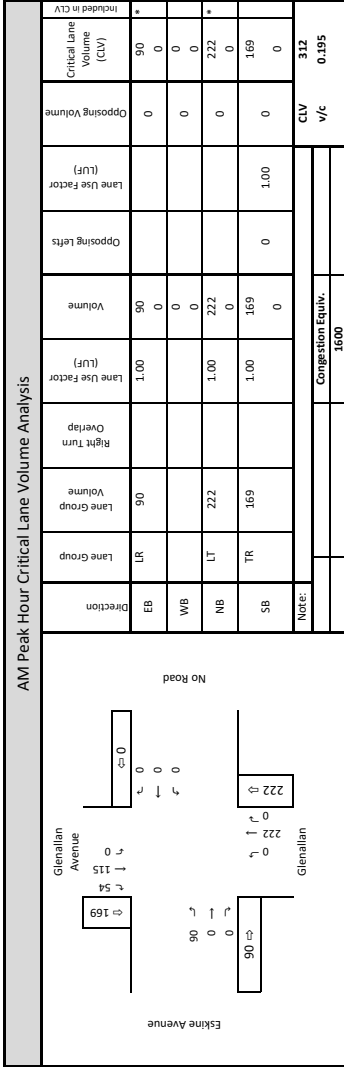 AM Peak Hour Critical Lane Volume Analysis
Glenallan
Avenue
169
54 115 0
0
0
0
0
Eskine Avenue
No Road
90
0
0
90
0 222 0
222
Glenallan
Direction Lane Group Lane Group Volume Right Turn Overlap Lane Use Factor (LUF) Volume Opposing Lefts Lane Use Factor (LUF) Opposing Volume Critical Lane Volume (CLV) Included in CLV
EB LR 90 1.00 90 0 90 *
0 0
WB 0 0 0
0 0
NB LT 222 1.00 222 0 222 *
0 0
SB TR 169 1.00 169 0 1.00 0 169
0 0
Note: CLV 312
Congestion Equiv. v/c 0.195
1600